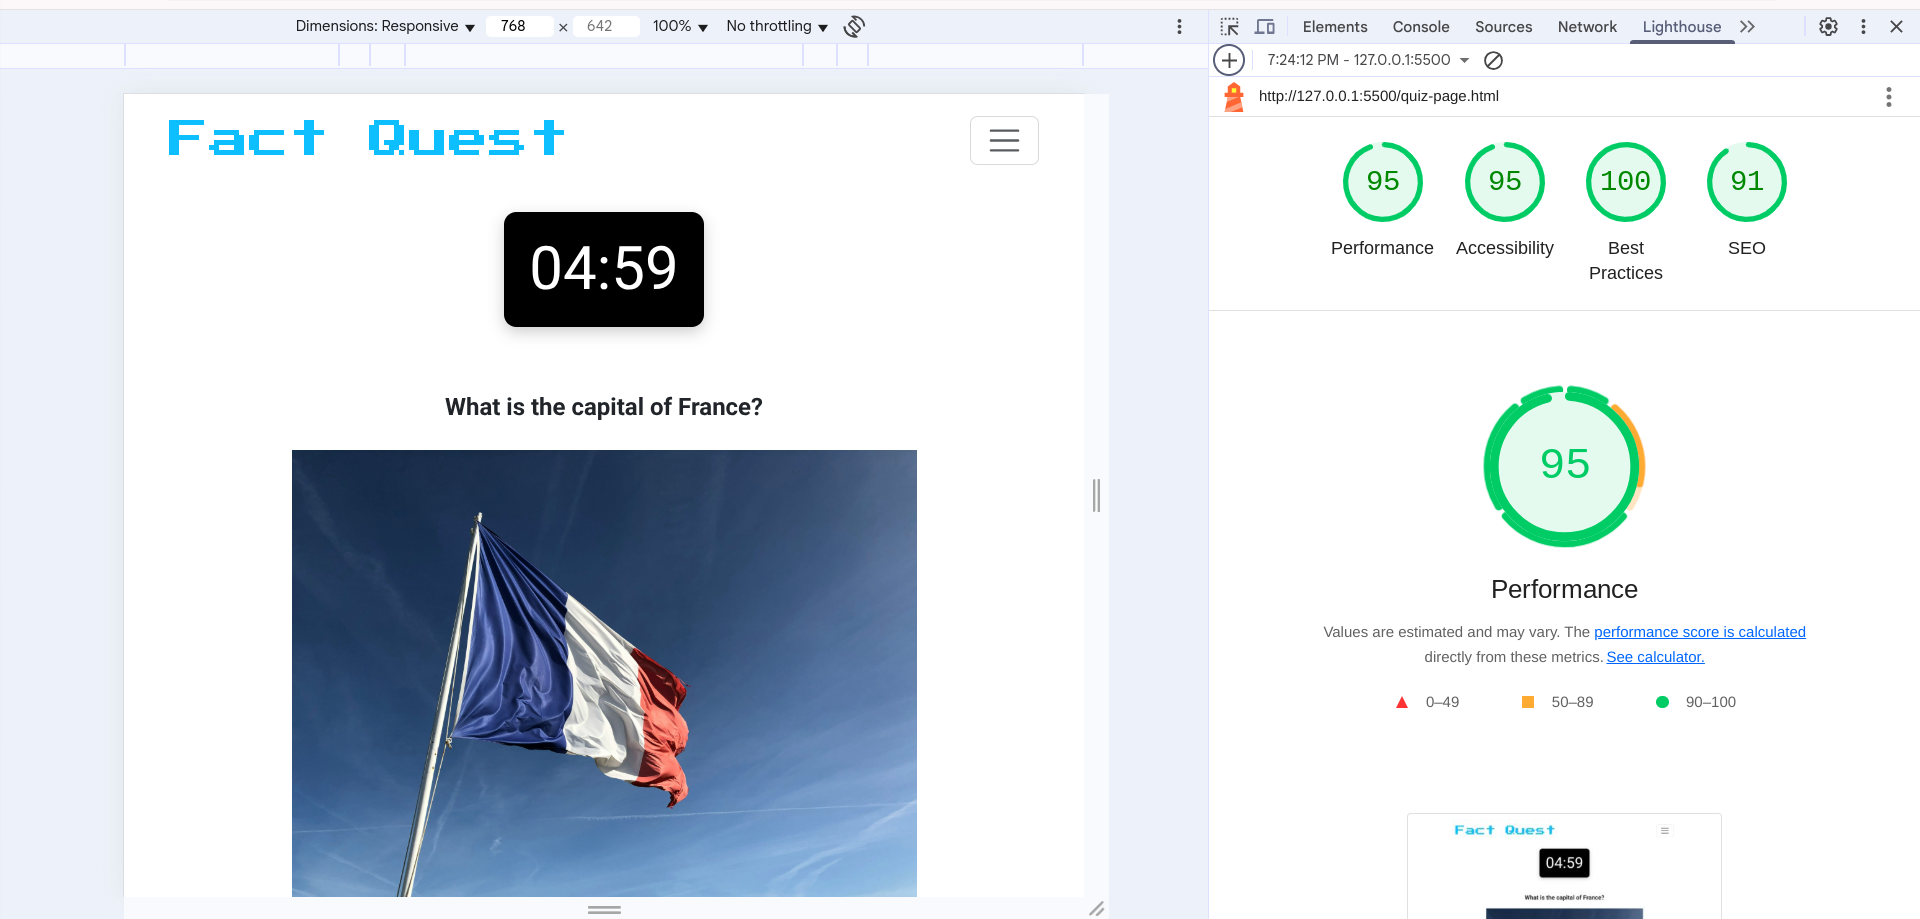 Dimensions: Responsive ▼ 768 × 642 100% ▼ No throttling ▼
Elements Console Sources Network Lighthouse
7:24:12 PM - 127.0.0.1:5500
http://127.0.0.1:5500/quiz-page.html
Fact Quest
04:59
What is the capital of France?
95 95 100 91
Performance Accessibility Best Practices SEO
95
Performance
Values are estimated and may vary. The performance score is calculated
directly from these metrics. See calculator.
0–49 50–89 90–100
Fact Quest
04:59
What is the capital of France?